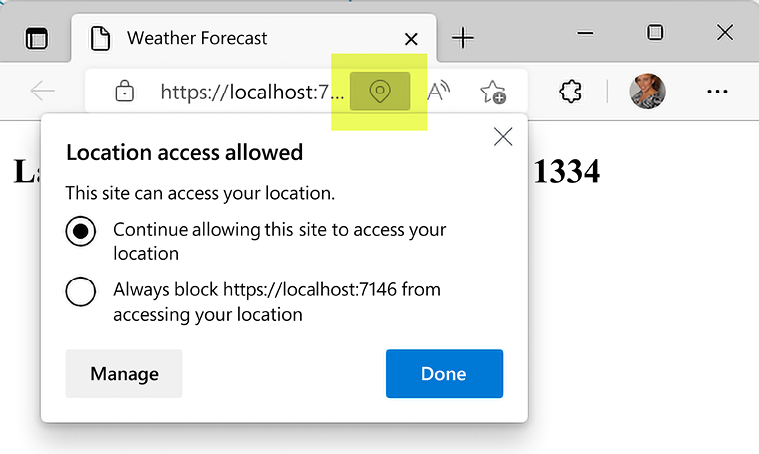 Weather Forecast
https://localhost:7...
Location access allowed
This site can access your location.
Continue allowing this site to access your
location
Always block https://localhost:7146 from
accessing your location
Manage
Done
1334